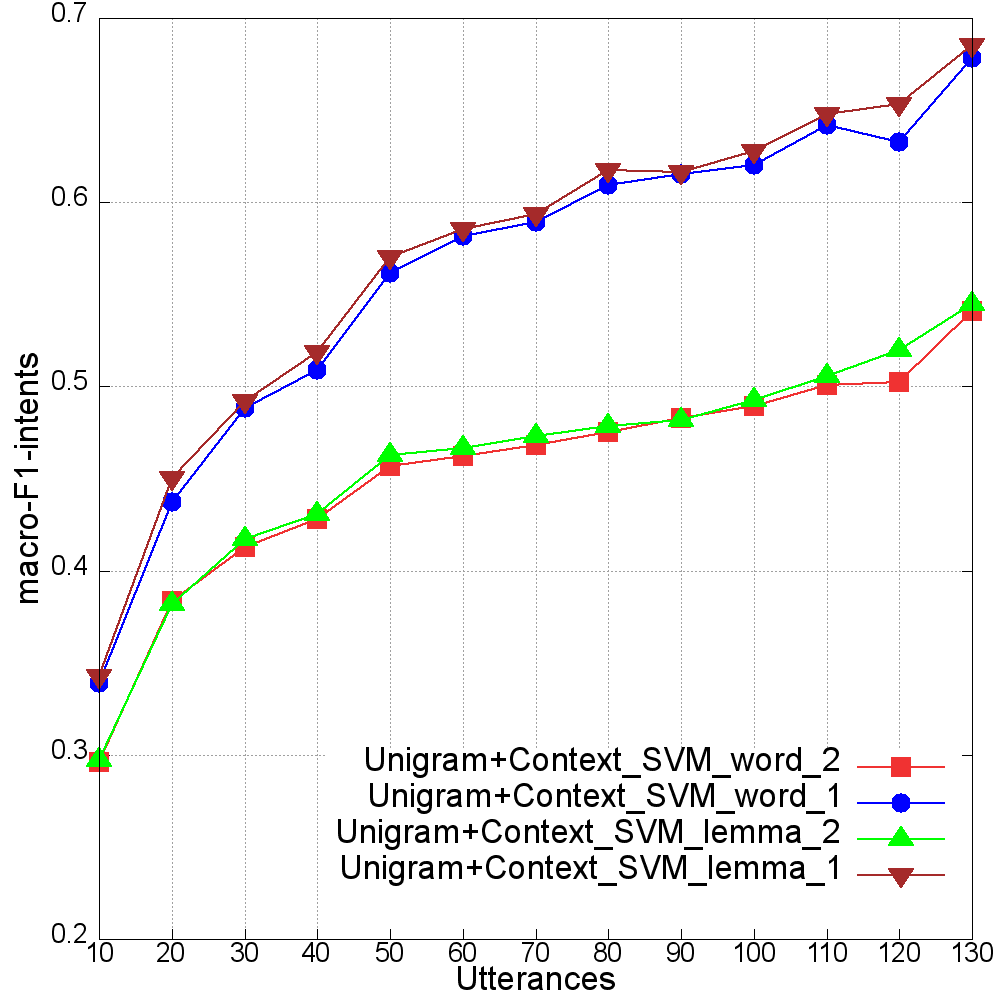 0.7
0.6
0.5
0.4
0.3
0.2
macro-F1-intents
Unigram+Context_SVM_word_2
Unigram+Context_SVM_word_1
Unigram+Context_SVM_lemma_2
Unigram+Context_SVM_lemma_1
10 20 30 40 50 60 70 80 90 100 110 120 130
Utterances